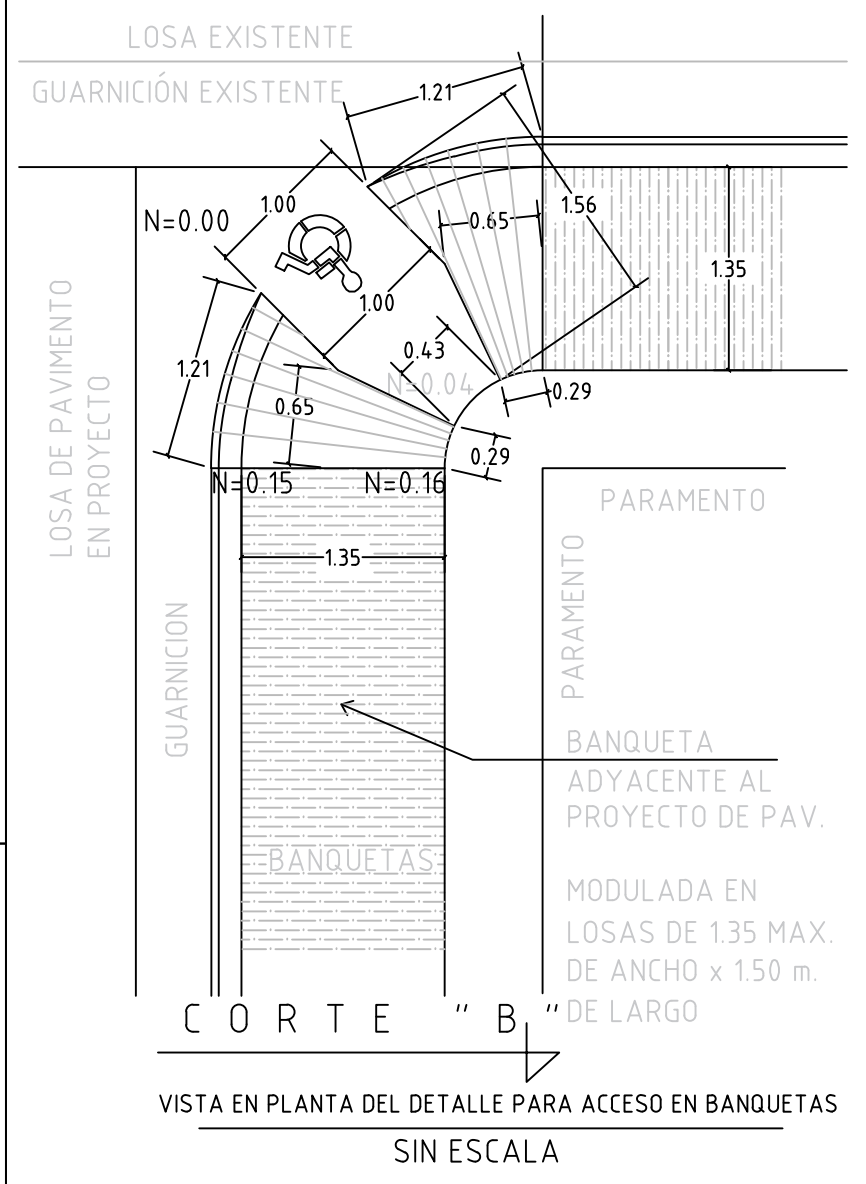 LOSA EXISTENTE
GUARNICIÓN EXISTENTE
1.21
1.00
N=0.00
0.65
1.56
1.35
1.00
LOSA DE PAVIMENTO
EN PROYECTO
1.21
0.43
N=0.04
0.29
0.65
0.29
N=0.15
N=0.16
PARAMENTO
1.35
PARAMENTO
GUARNICION
BANQUETA
ADYACENTE AL
PROYECTO DE PAV.
BANQUETAS
MODULADA EN
LOSAS DE 1.35 MAX.
DE ANCHO x 1.50 m.
DE LARGO
CORTE "B"
VISTA EN PLANTA DEL DETALLE PARA ACCESO EN BANQUETAS
SIN ESCALA